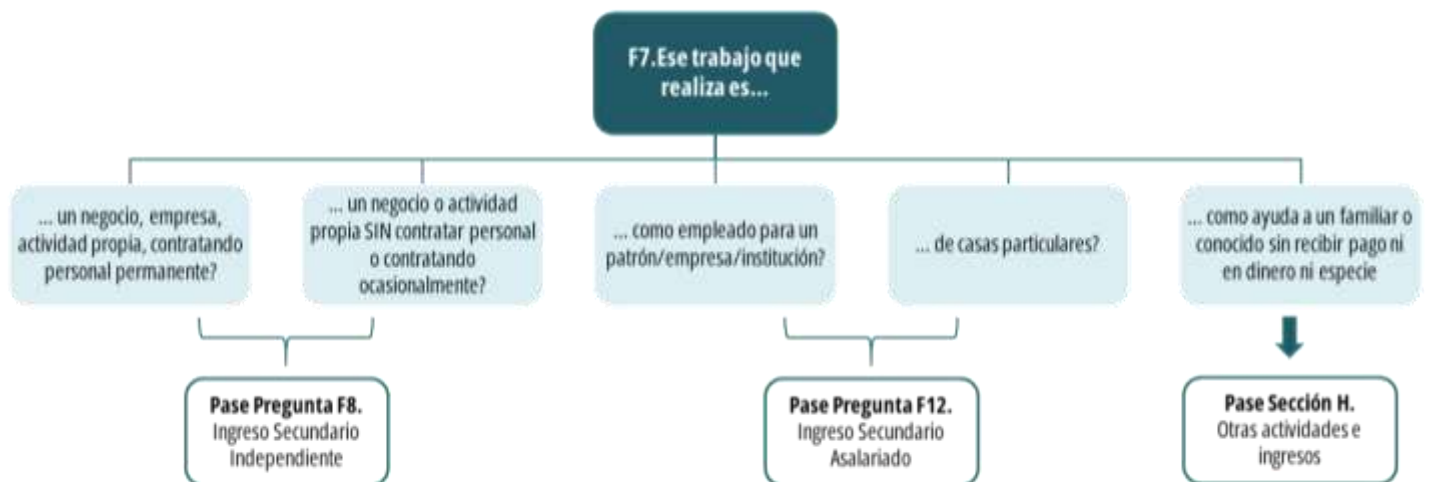 F7.Ese trabajo que
realiza es...
... un negocio, empresa,
actividad propia, contratando
personal permanente?
... un negocio o actividad
propia SIN contratar personal
o contratando
ocasionalmente?
... como empleado para un
patrón/empresa/institución?
... de casas particulares?
... como ayuda a un familiar o
conocido sin recibir pago ni
en dinero ni especie
Pase Pregunta F8.
Ingreso Secundario
Independiente
Pase Pregunta F12.
Ingreso Secundario
Asalariado
Pase Sección H.
Otras actividades e
ingresos